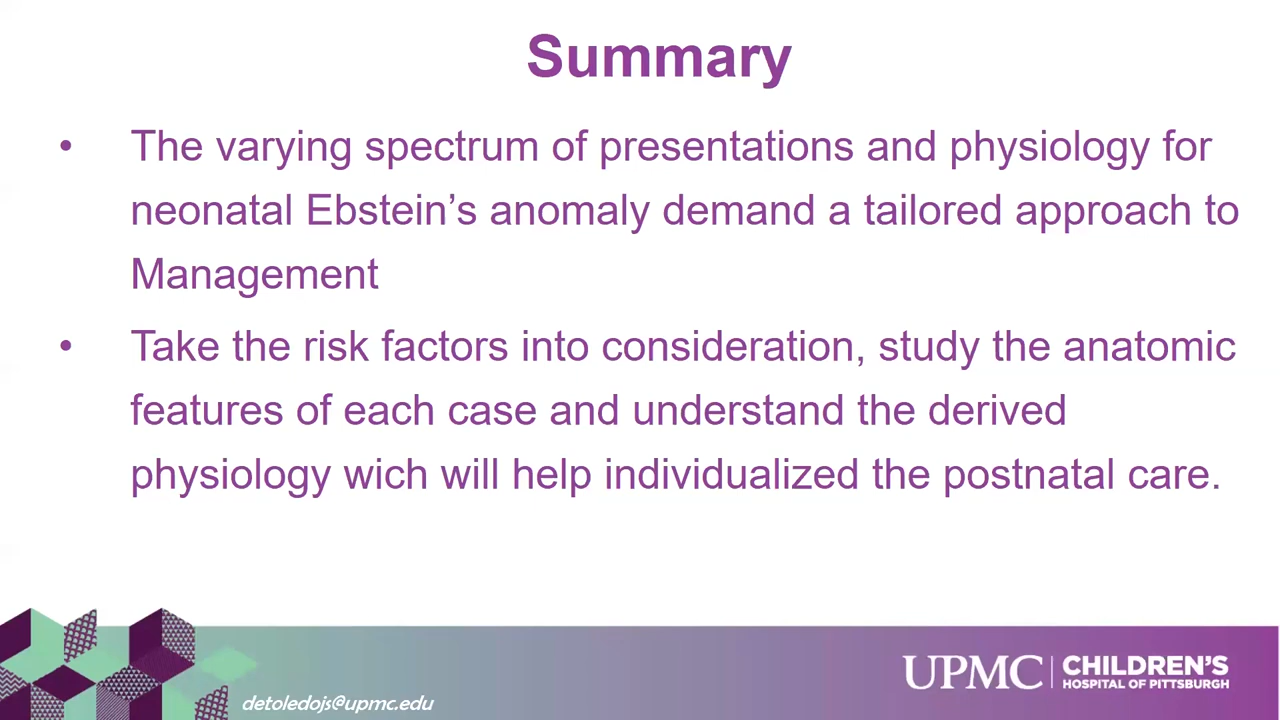 Summary
• The varying spectrum of presentations and physiology for
neonatal Ebstein’s anomaly demand a tailored approach to
Management
• Take the risk factors into consideration, study the anatomic
features of each case and understand the derived
physiology wich will help individualized the postnatal care.
detoledojs@upmc.edu
UPMC | CHILDREN'S
HOSPITAL OF PITTSBURGH